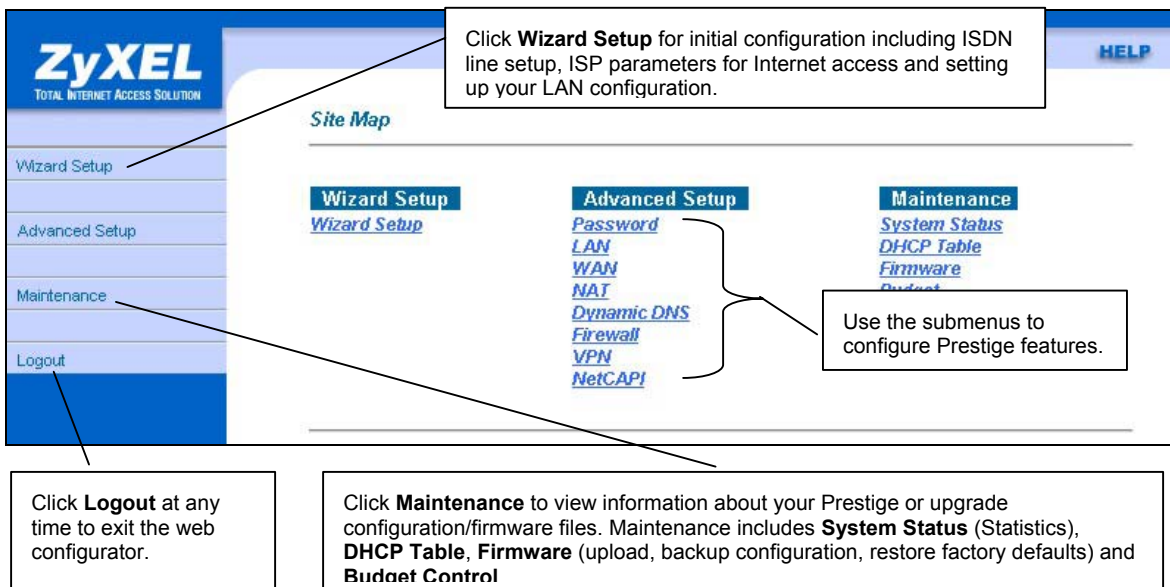 Click Wizard Setup for initial configuration including ISDN
line setup, ISP parameters for Internet access and setting
up your LAN configuration.
HELP
ZyXEL
TOTAL INTERNET ACCESS SOLUTION
Site Map
Wizard Setup
Advanced Setup
Maintenance
Logout
Wizard Setup
Wizard Setup
Advanced Setup
Password
LAN
WAN
NAT
Dynamic DNS
Firewall
VPN
NetCAPI
Maintenance
System Status
DHCP Table
Firmware
Budget
Use the submenus to
configure Prestige features.
Click Logout at any
time to exit the web
configurator.
Click Maintenance to view information about your Prestige or upgrade
configuration/firmware files. Maintenance includes System Status (Statistics),
DHCP Table, Firmware (upload, backup configuration, restore factory defaults) and
Budget Control